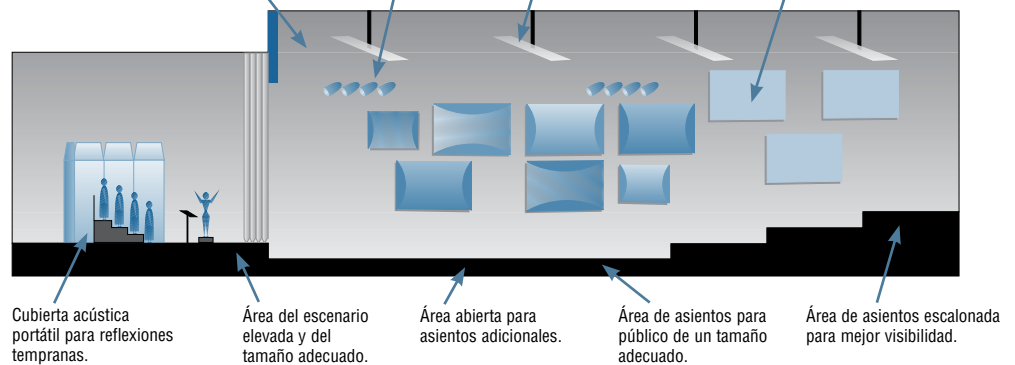 Cubierta acústica
portátil para reflexiones
tempranas.
Área del escenario
elevada y del
tamaño adecuado.
Área abierta para
asientos adicionales.
Área de asientos para
público de un tamaño
adecuado.
Área de asientos escalonada
para mejor visibilidad.